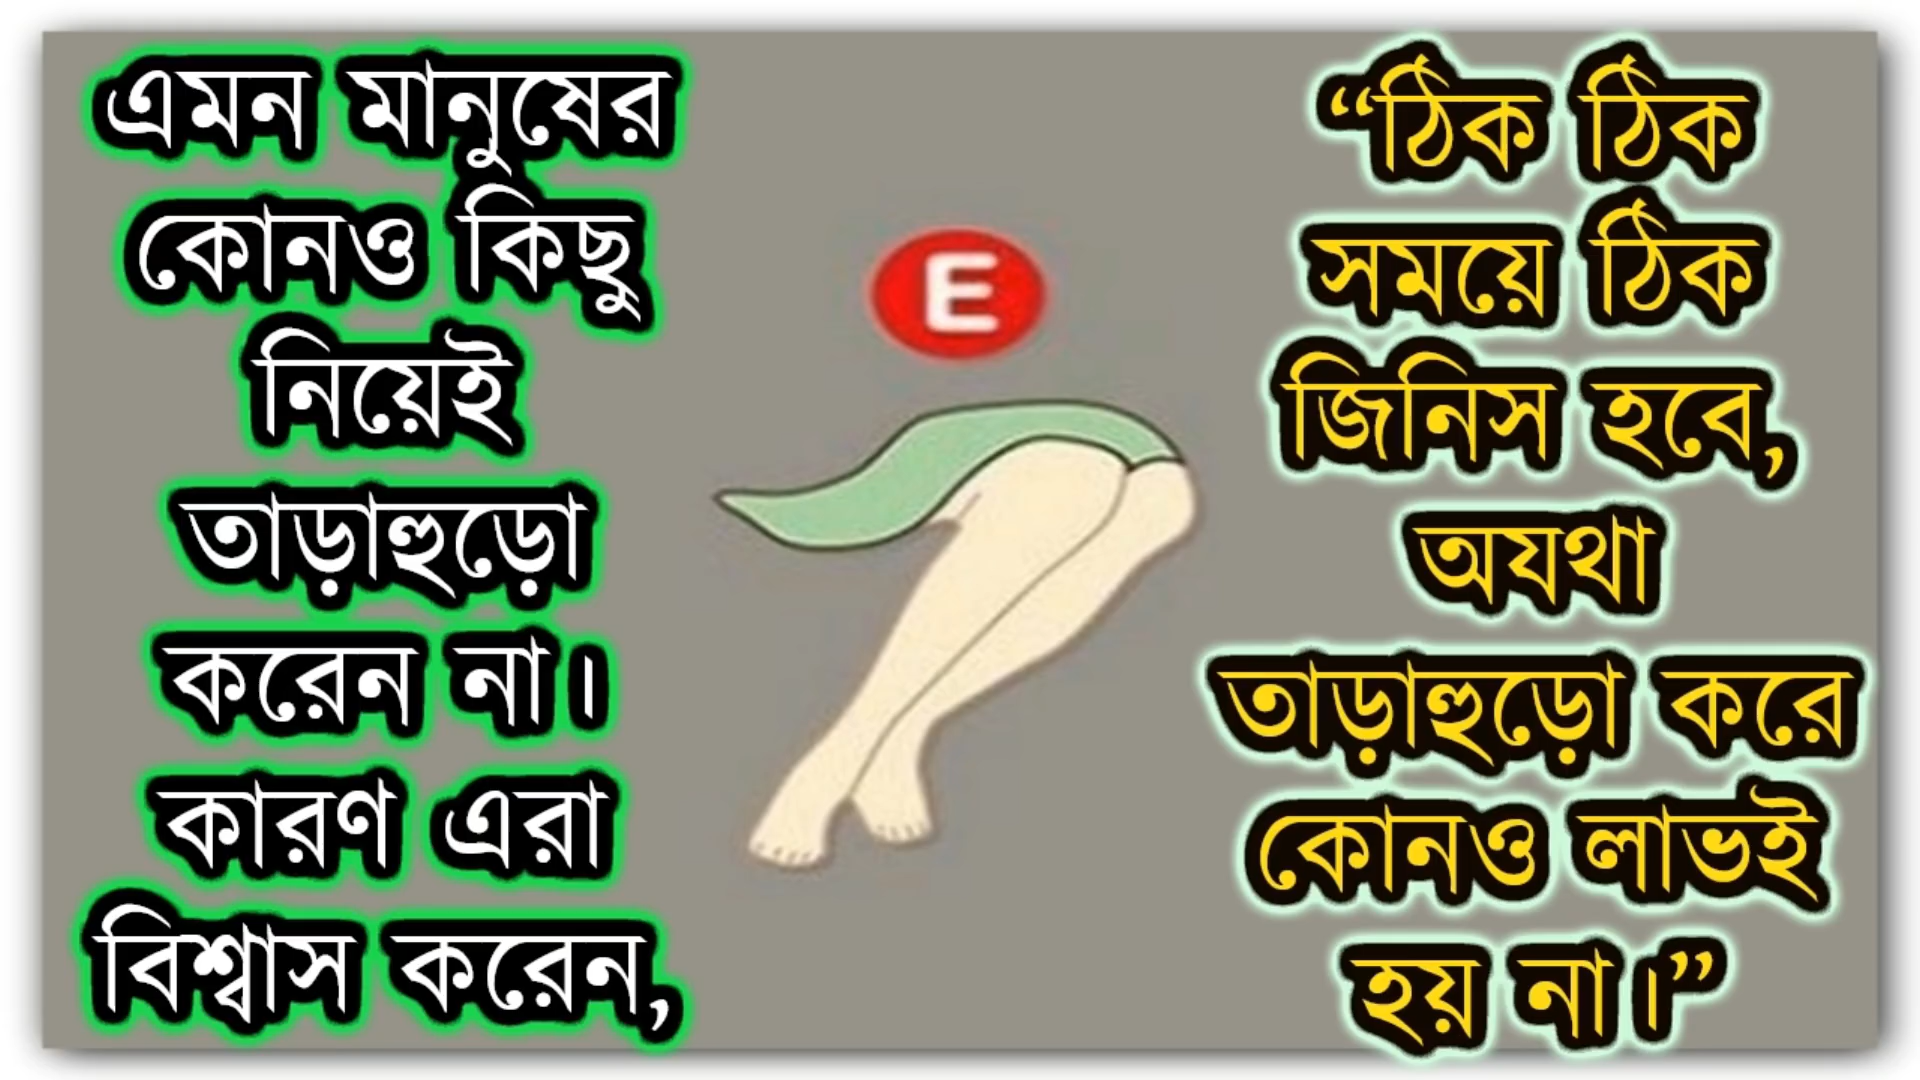 এমন মানুষের
কোনও কিছু
নিয়েই
তাড়াহুড়ো
করেন না।
কারণ এরা
বিশ্বাস করেন,
E
“ঠিক ঠিক
সময়ে ঠিক
জিনিস হবে,
অযথা
তাড়াহুড়ো করে
কোনও লাভই
হয় না।”